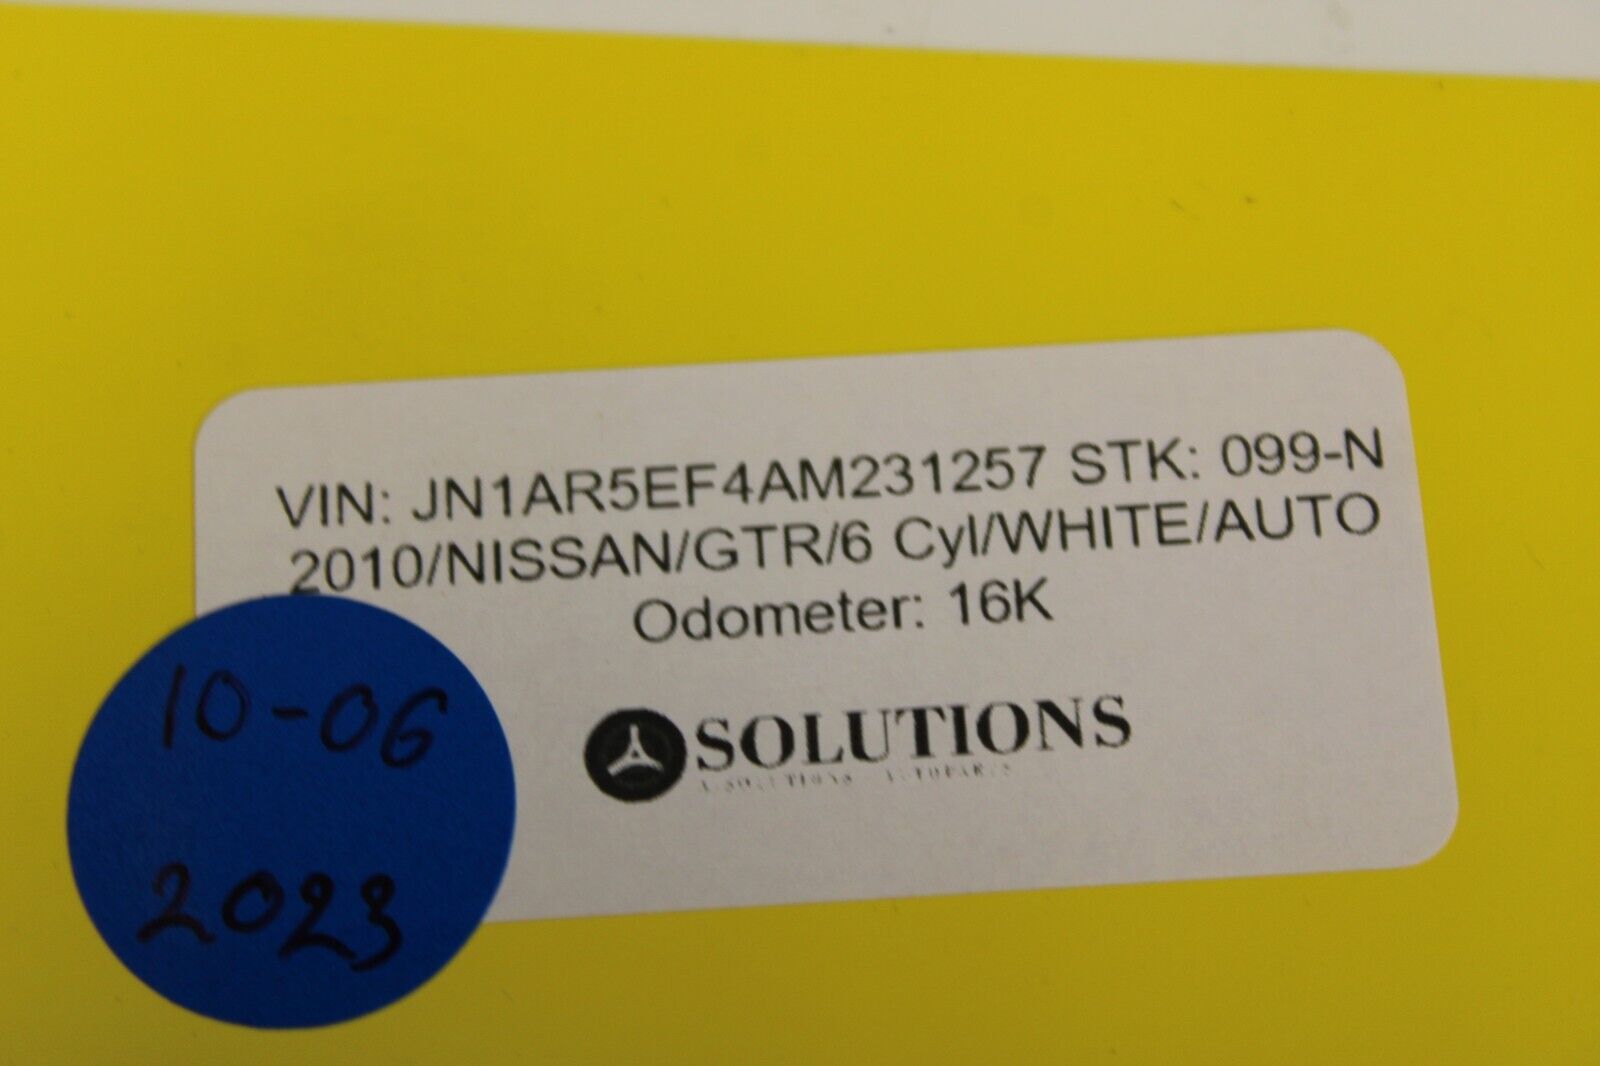 VIN: JN1AR5EF4AM231257 STK: 099-N
2010/NISSAN/GTR/6 Cyl/WHITE/AUTO
Odometer: 16K
SOLUTIONS
10-06
2023